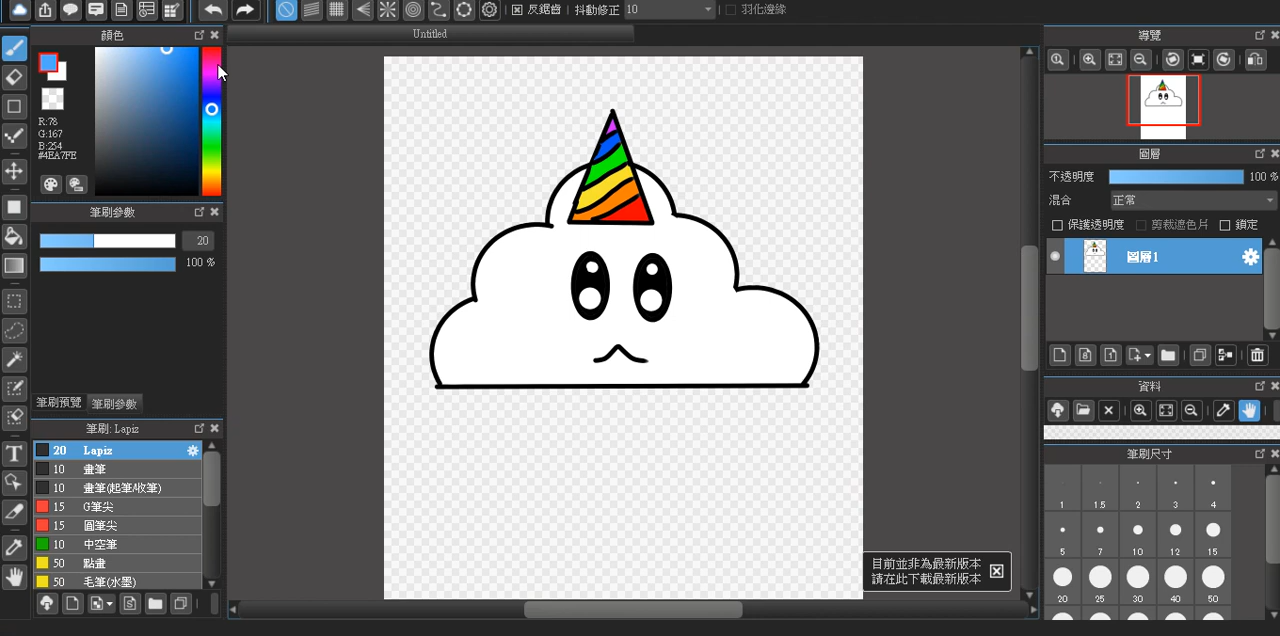 反鋸齒 抖動修正 10 羽化邊緣
顏色
Untitled
導覽
R:78
G:167
B:254
#4EA7FE
圖層
不透明度 100 %
混合 正常
保護透明度 剪裁遮色片 鎖定
圖層1
筆刷參數
20
100 %
筆刷預覽 筆刷參數
筆刷: Lapiz
20 Lapiz
10 畫筆
10 畫筆(起筆/收筆)
15 G筆尖
15 圓筆尖
10 中空筆
50 點畫
50 毛筆(水墨)
資料
筆刷尺寸
1 1.5 2 3 4
5 7 10 12 15
20 25 30 40 50
目前並非為最新版本
請在此下載最新版本